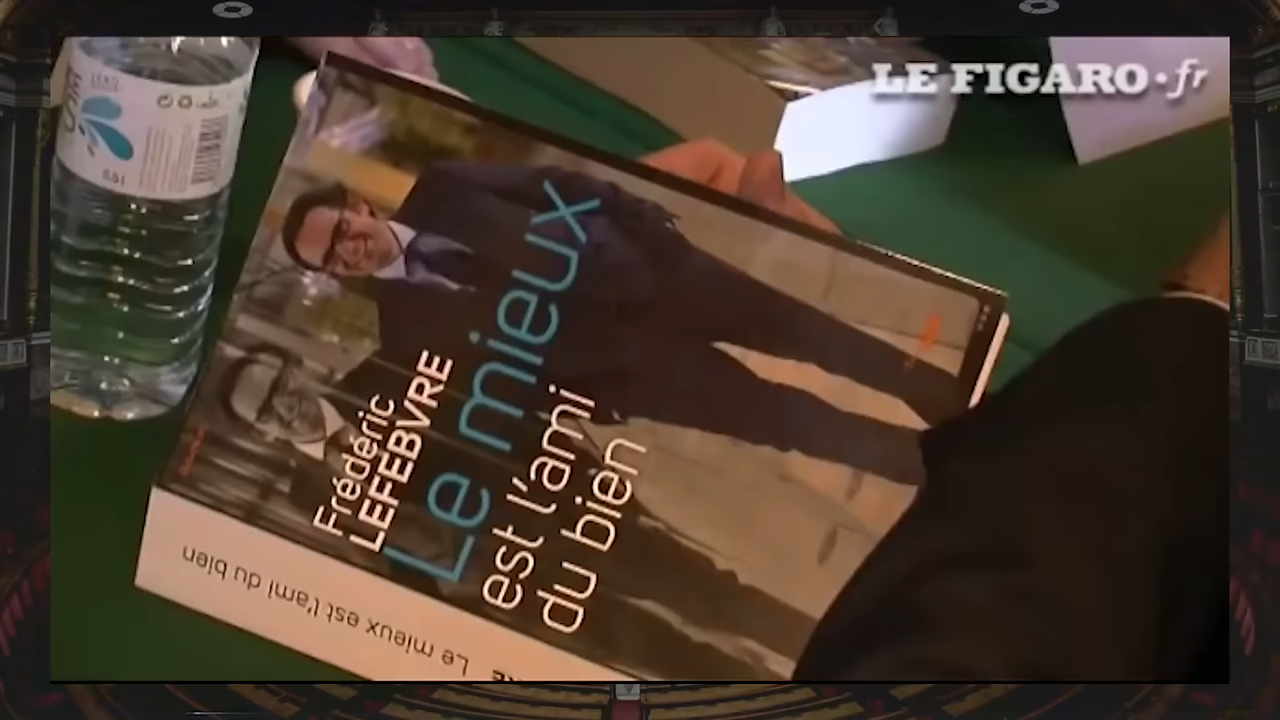 LE FIGARO·fr
Frédéric
LEFEBVRE
Le mieux
est l'ami
du bien
Le mieux est l'ami du bien